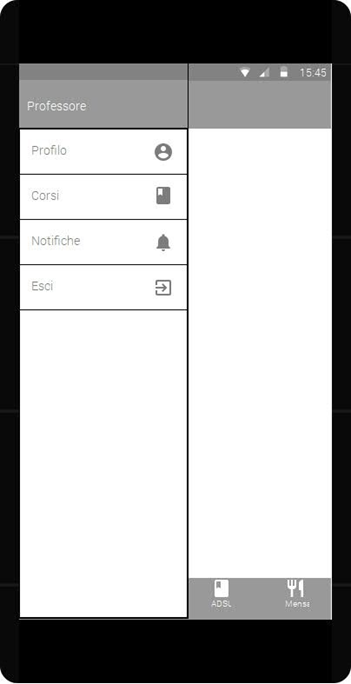 15:45
Professore
Profilo
Corsi
Notifiche
Esci
ADSU
Mensa